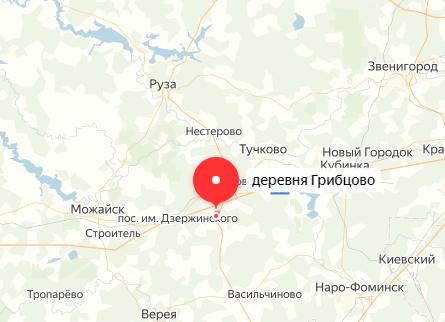 Звенигород
Руза
Нестерово
Тучково
Новый Городок
Кра
Кубинка
ов
деревня Грибцово
Можайск
пос. им. Дзержинского
Строитель
Киевский
Наро-Фоминск
Тропарёво
Васильчиново
Верея